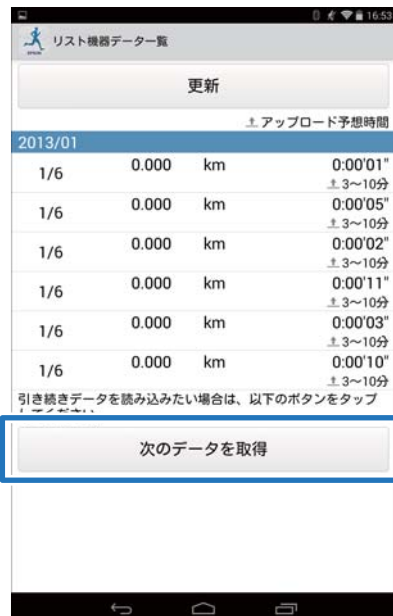 16:53
リスト機器データ一覧
更新
アップロード予想時間
2013/01
1/6 0.000 km 0:00'01"
3〜10分
1/6 0.000 km 0:00'05"
3〜10分
1/6 0.000 km 0:00'02"
3〜10分
1/6 0.000 km 0:00'11"
3〜10分
1/6 0.000 km 0:00'03"
3〜10分
1/6 0.000 km 0:00'10"
3〜10分
引き続きデータを読み込みたい場合は、以下のボタンをタップ
してください
次のデータを取得